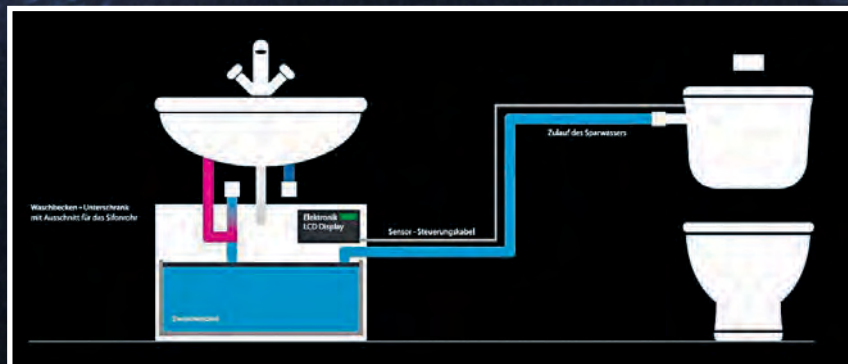 Zulauf des Sparwassers
Waschbecken - Unterschrank
mit Ausschnitt für das Sifonrohr
Elektronik
LCD Display
Sensor - Steuerungskabel